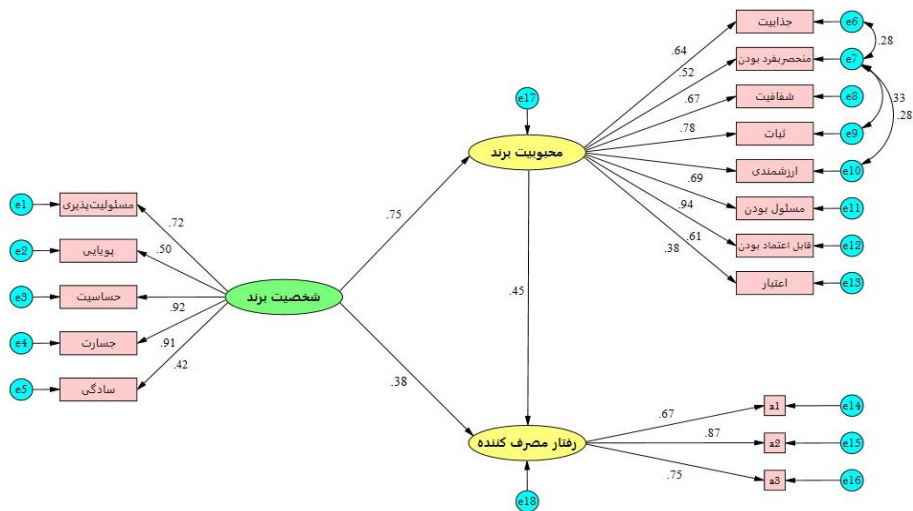 جذابیت
e6
.28
منحصربفرد بودن
e7
.64
.52
شفافیت
e8
.33
.28
.67
ثبات
e9
.78
ارزشمندی
e10
.69
مسئول بودن
e11
.94
قابل اعتماد بودن
e12
.61
.38
اعتبار
e13
e17
محبوبیت برند
.75
.45
e1
مسئولیت‌پذیری
.72
e2
پویایی
.50
e3
حساسیت
.92
e4
جسارت
.91
e5
سادگی
.42
شخصیت برند
.38
رفتار مصرف کننده
e18
.67
a1
e14
.87
a2
e15
.75
a3
e16